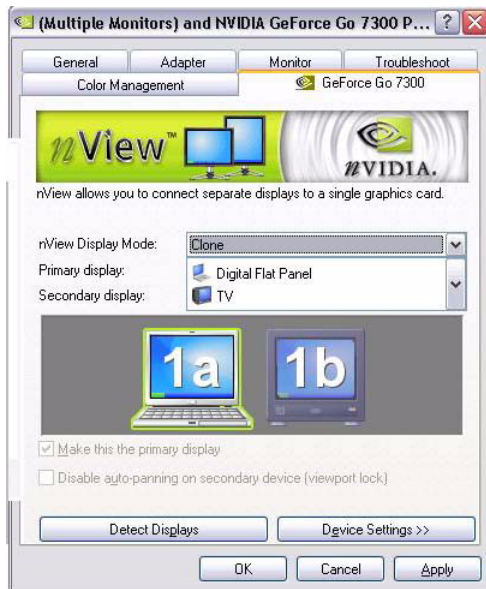 (Multiple Monitors) and NVIDIA GeForce Go 7300 P... ?
General Adapter Monitor Troubleshoot
Color Management GeForce Go 7300
nView™ nVIDIA.
nView allows you to connect separate displays to a single graphics card.
nView Display Mode: Clone
Primary display: Digital Flat Panel
Secondary display: TV
1a 1b
Make this the primary display
Disable auto-panning on secondary device (viewport lock)
Detect Displays Device Settings >>
OK Cancel Apply